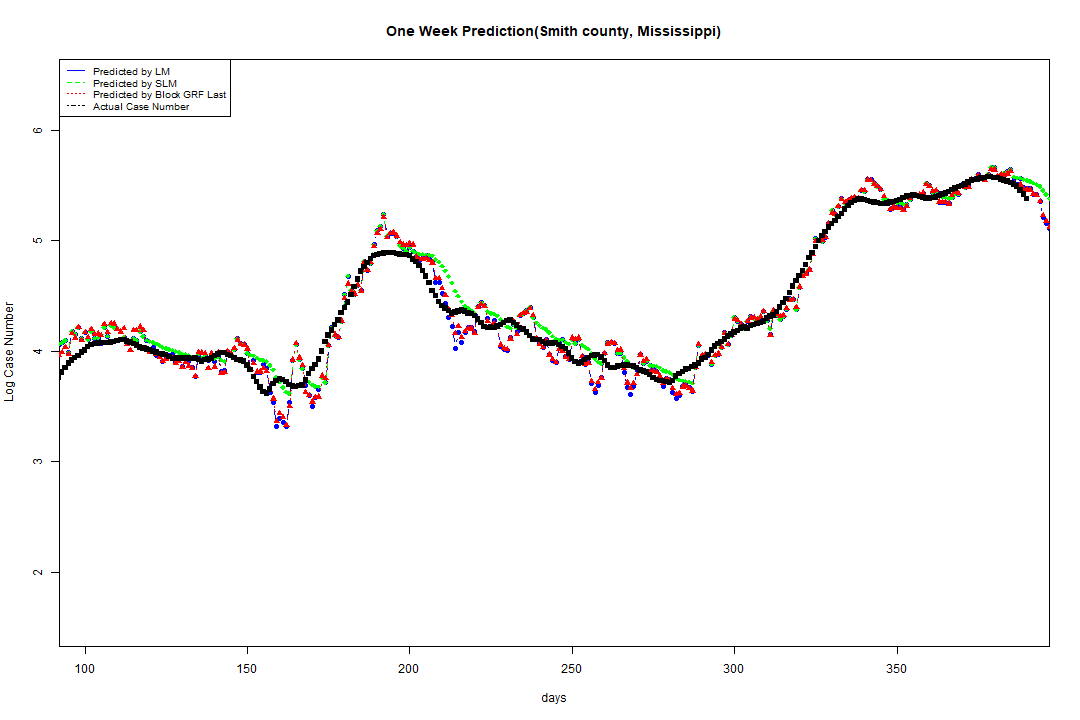 One Week Prediction(Smith county, Mississippi)
Predicted by LM
Predicted by SLM
Predicted by Block GRF Last
Actual Case Number
Log Case Number
6
5
4
3
2
100 150 200 250 300 350
days